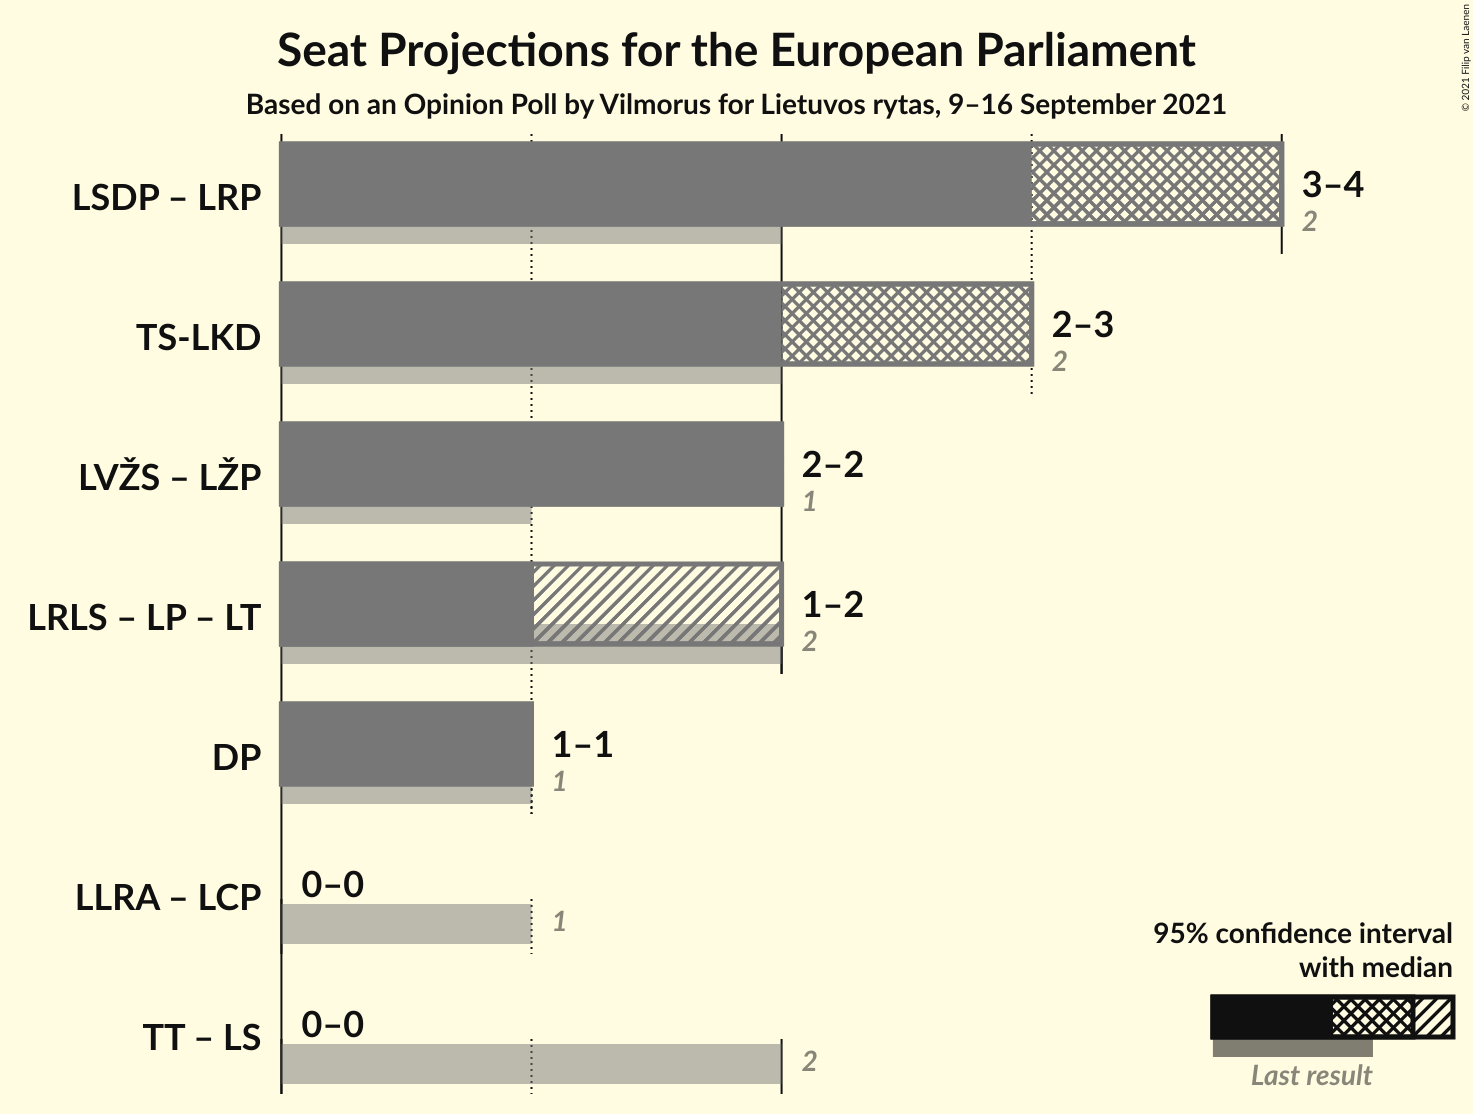 Seat Projections for the European Parliament
Based on an Opinion Poll by Vilmorus for Lietuvos rytas, 9–16 September 2021
© 2021 Filip van Laenen
LSDP – LRP
3–4
2
TS-LKD
2–3
2
LVŽS – LŽP
2–2
1
LRLS – LP – LT
1–2
2
DP
1–1
1
LLRA – LCP
0–0
1
TT – LS
0–0
2
95% confidence interval
with median
Last result